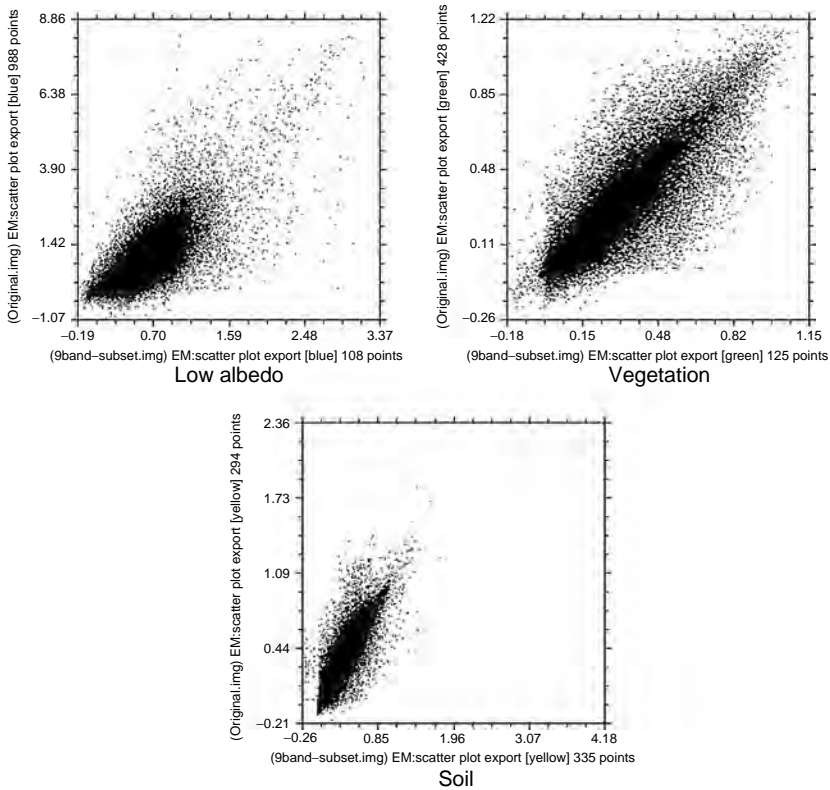 (Original.img) EM:scatter plot export [blue] 988 points
8.86
6.38
3.90
1.42
−1.07
−0.19 0.70 1.59 2.48 3.37
(9band–subset.img) EM:scatter plot export [blue] 108 points
Low albedo
(Original.img) EM:scatter plot export [green] 428 points
1.22
0.85
0.48
0.11
−0.26
−0.18 0.15 0.48 0.82 1.15
(9band–subset.img) EM:scatter plot export [green] 125 points
Vegetation
(Original.img) EM:scatter plot export [yellow] 294 points
2.36
1.73
1.09
0.44
−0.21
−0.26 0.85 1.96 3.07 4.18
(9band–subset.img) EM:scatter plot export [yellow] 335 points
Soil